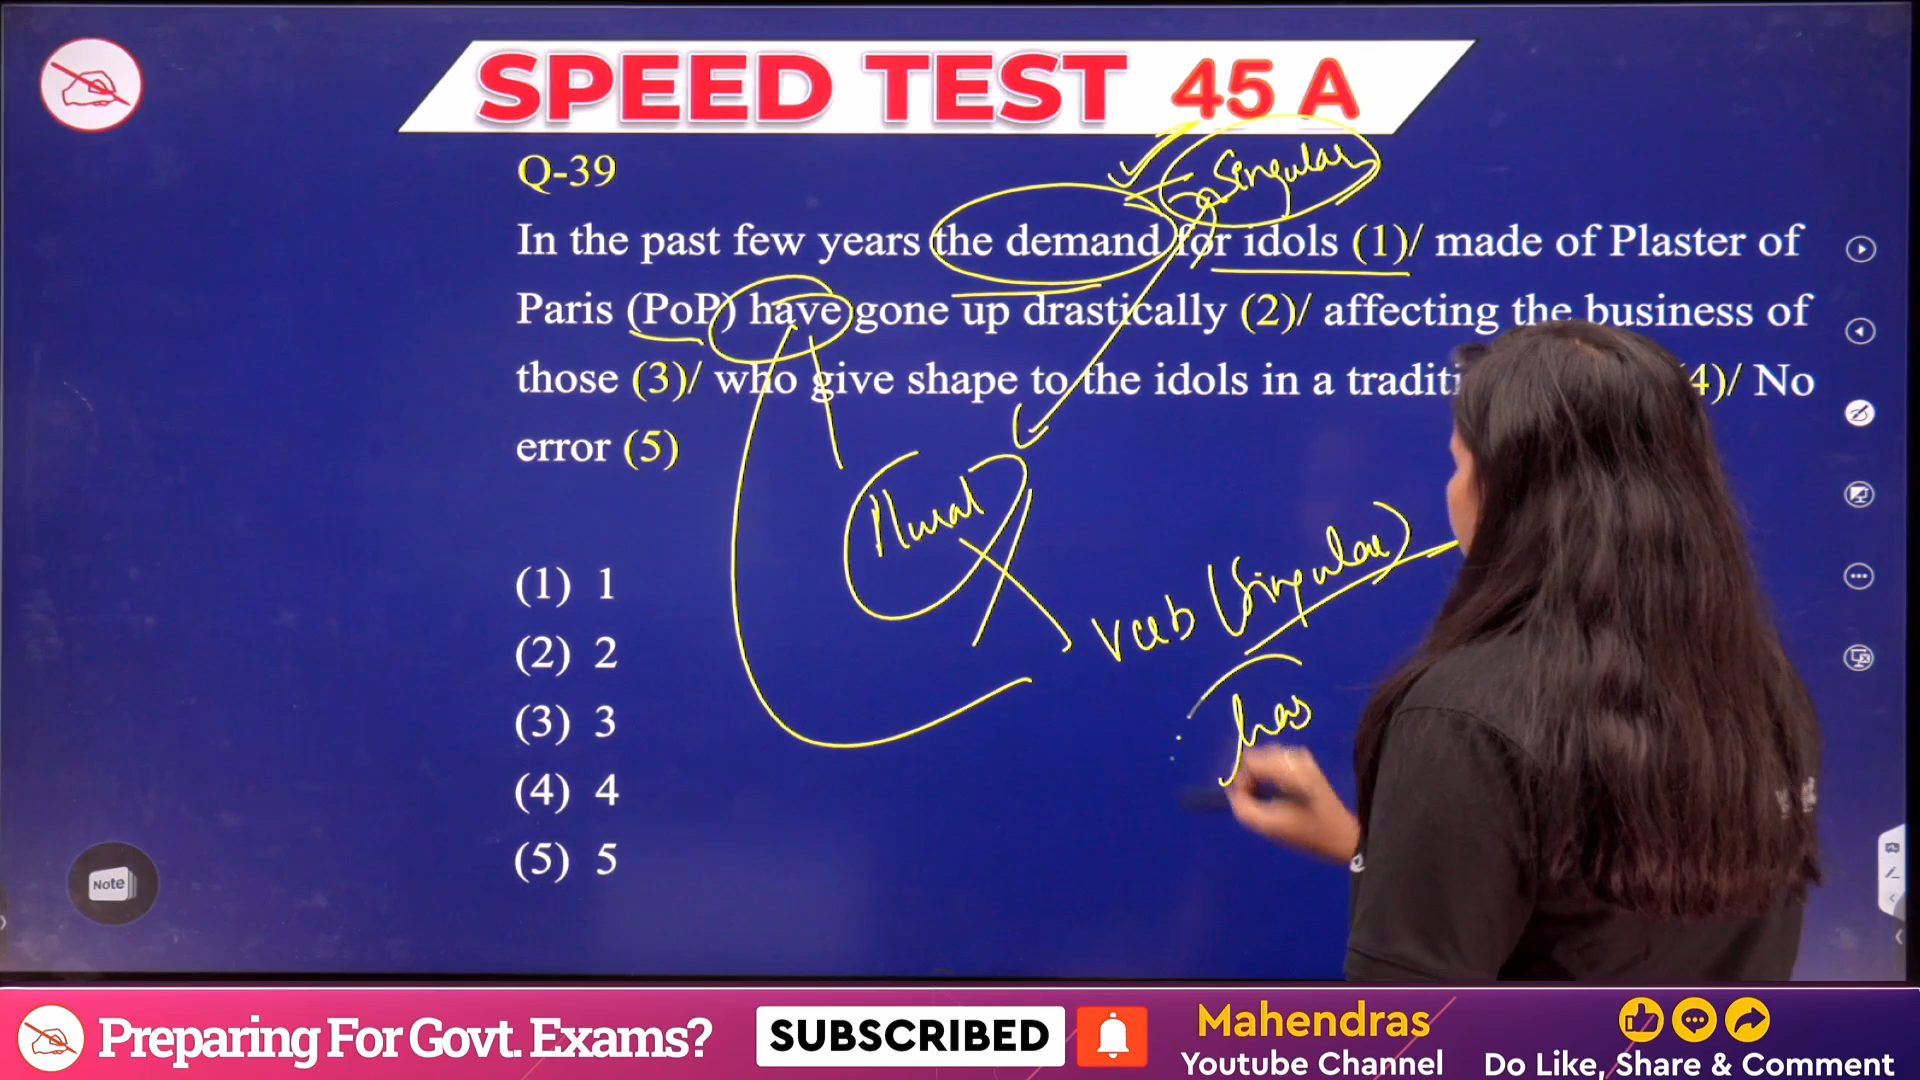 SPEED TEST 45 A
Q-39
Singular
In the past few years the demand for idols (1)/ made of Plaster of
Paris (PoP) have gone up drastically (2)/ affecting the business of
those (3)/ who give shape to the idols in a traditi 4)/ No
error (5)
Plural
verb (Singular)
has
(1) 1
(2) 2
(3) 3
(4) 4
(5) 5
Note
Preparing For Govt. Exams?
SUBSCRIBED
Mahendras
Youtube Channel
Do Like, Share & Comment